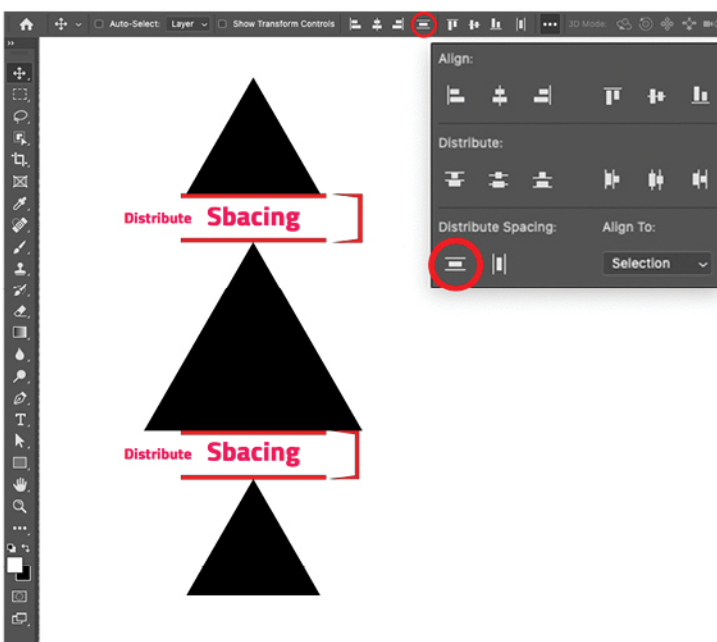 Auto-Select: Layer Show Transform Controls 3D Mode:
Align:
Distribute:
Distribute Spacing: Align To:
Selection
Distribute Sbacing
Distribute Sbacing
T